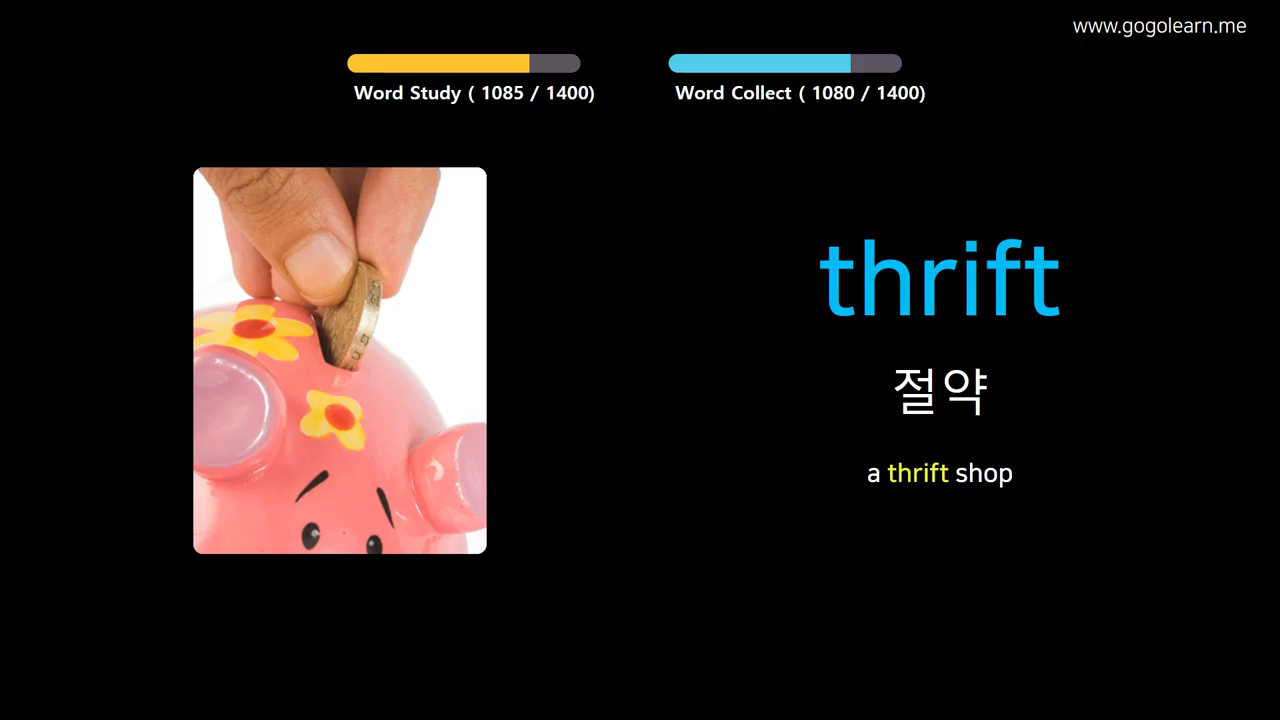 www.gogolearn.me
Word Study ( 1085 / 1400)
Word Collect ( 1080 / 1400)
thrift
절약
a thrift shop